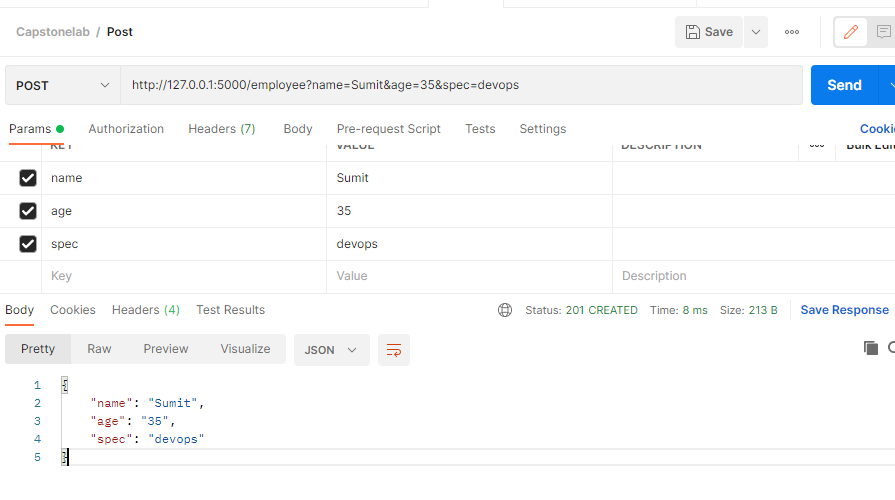 Capstonelab / Post
Save
POST http://127.0.0.1:5000/employee?name=Sumit&age=35&spec=devops Send
Params Authorization Headers (7) Body Pre-request Script Tests Settings Cookie
KEY VALUE DESCRIPTION Bulk Edit
name Sumit
age 35
spec devops
Key Value Description
Body Cookies Headers (4) Test Results Status: 201 CREATED Time: 8 ms Size: 213 B Save Response
Pretty Raw Preview Visualize JSON
1 {
2 "name": "Sumit",
3 "age": "35",
4 "spec": "devops"
5 }